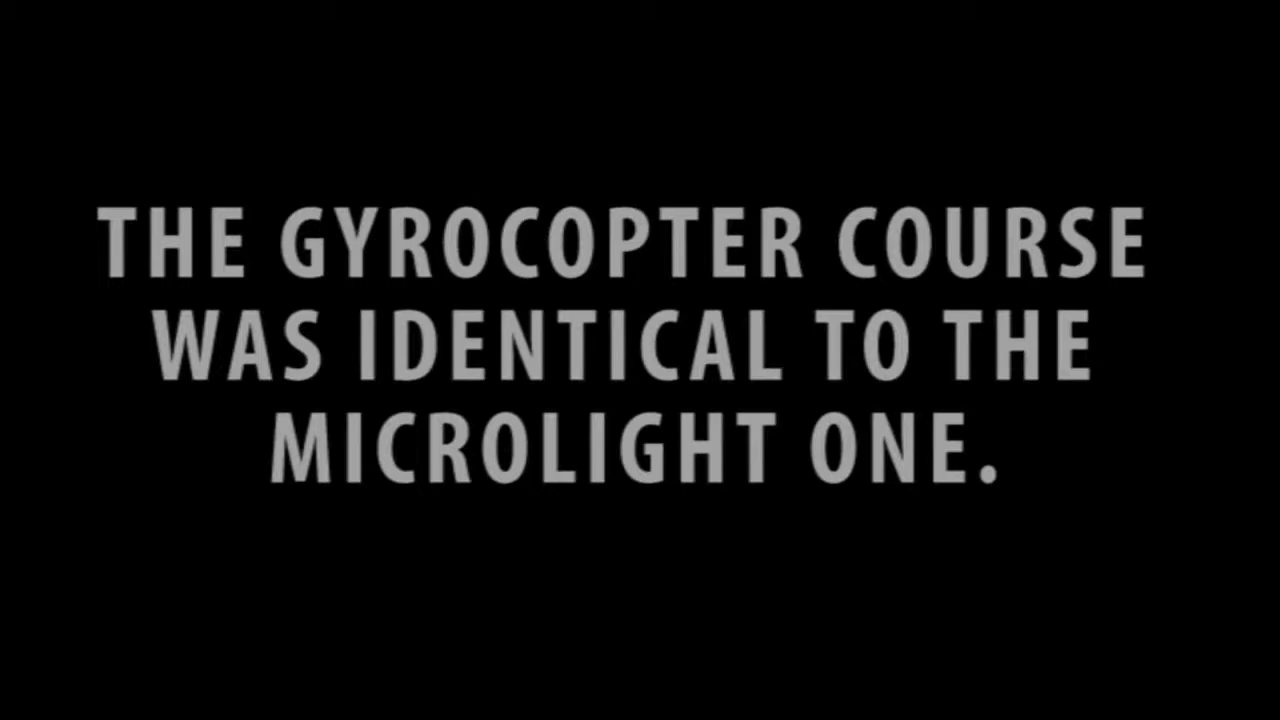 THE GYROCOPTER COURSE
WAS IDENTICAL TO THE
MICROLIGHT ONE.